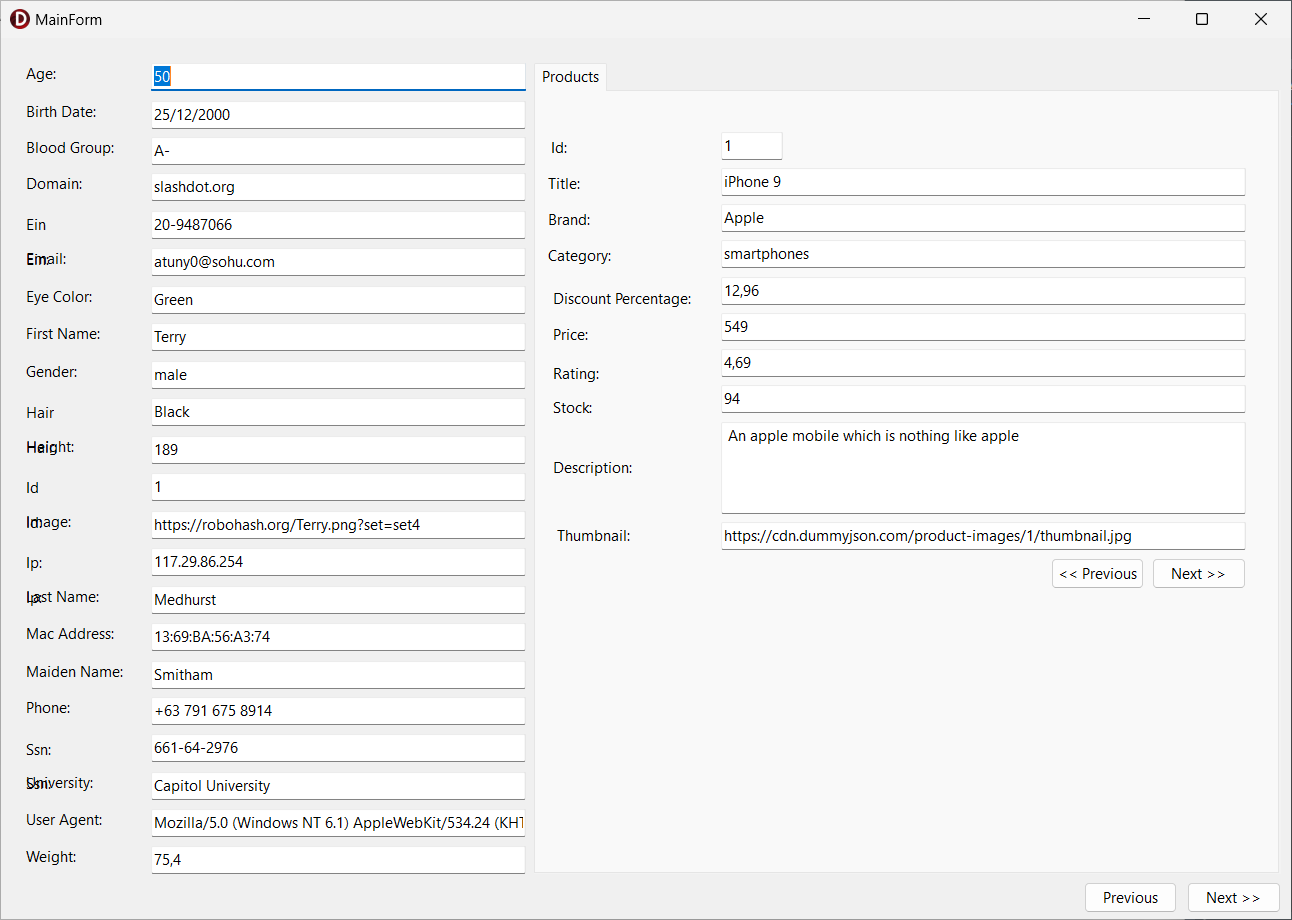 MainForm
Age: 50
Birth Date: 25/12/2000
Blood Group: A-
Domain: slashdot.org
Ein 20-9487066
Email: atuny0@sohu.com
Eye Color: Green
First Name: Terry
Gender: male
Hair Black
Height: 189
Id 1
Image: https://robohash.org/Terry.png?set=set4
Ip: 117.29.86.254
Last Name: Medhurst
Mac Address: 13:69:BA:56:A3:74
Maiden Name: Smitham
Phone: +63 791 675 8914
Ssn: 661-64-2976
University: Capitol University
User Agent: Mozilla/5.0 (Windows NT 6.1) AppleWebKit/534.24 (KHT
Weight: 75,4
Products
Id: 1
Title: iPhone 9
Brand: Apple
Category: smartphones
Discount Percentage: 12,96
Price: 549
Rating: 4,69
Stock: 94
Description: An apple mobile which is nothing like apple
Thumbnail: https://cdn.dummyjson.com/product-images/1/thumbnail.jpg
<< Previous Next >>
Previous Next >>